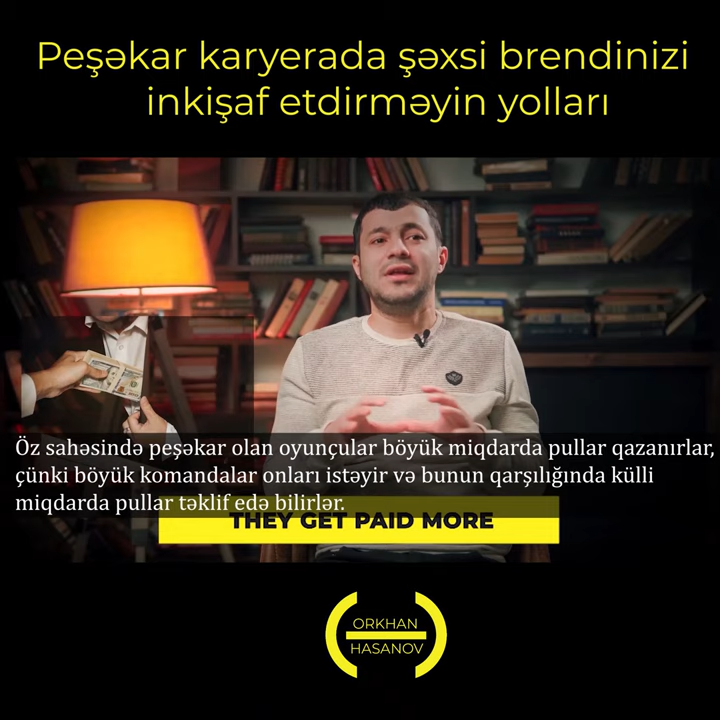 Peşəkar karyerada şəxsi brendinizi
inkişaf etdirməyin yolları
Öz sahəsində peşəkar olan oyunçular böyük miqdarda pullar qazanırlar,
çünki böyük komandalar onları istəyir və bunun qarşılığında külli
miqdarda pullar təklif edə bilirlər.
THEY GET PAID MORE
ORKHAN
HASANOV